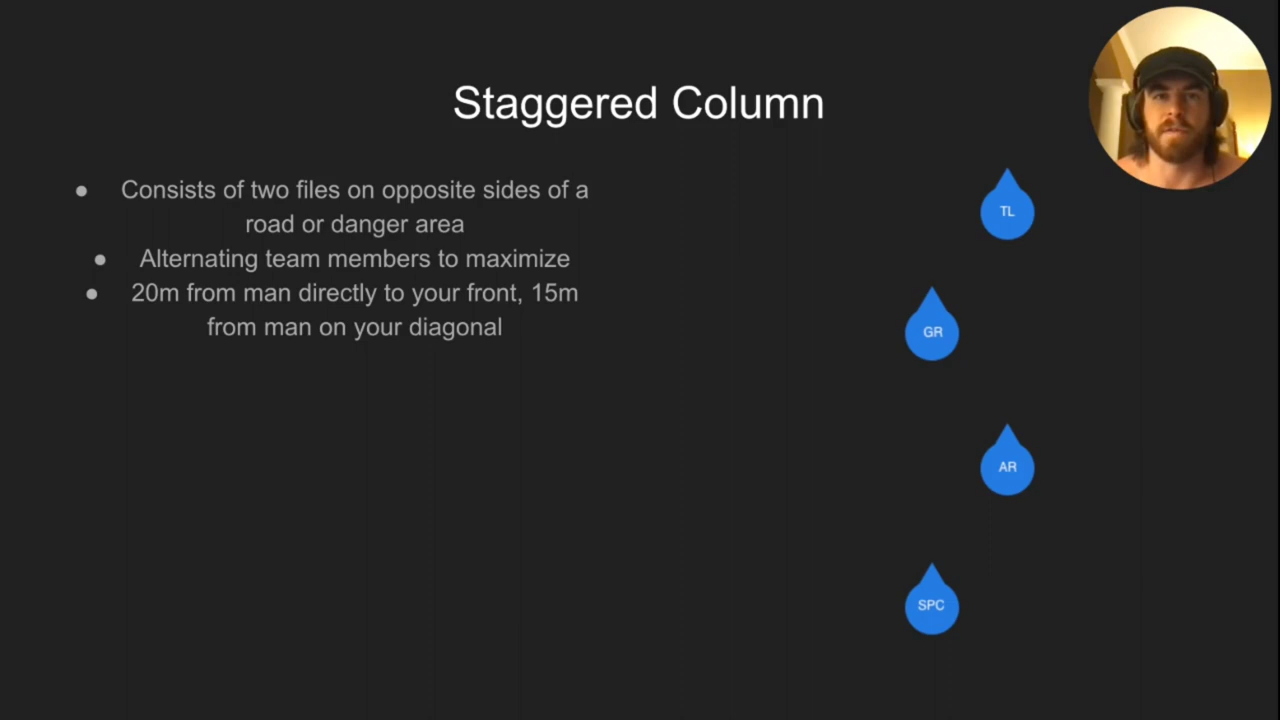 Staggered Column
● Consists of two files on opposite sides of a
road or danger area
● Alternating team members to maximize
● 20m from man directly to your front, 15m
from man on your diagonal
TL
GR
AR
SPC